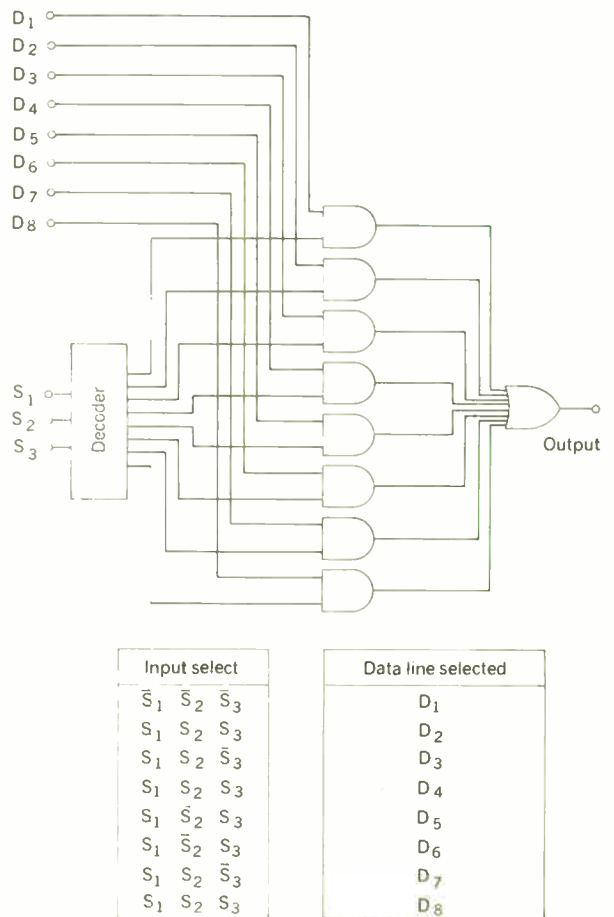 D1
D2
D3
D4
D5
D6
D7
D8
S1
S2
S3
Decoder
Output
Input select Data line selected
S̄1 S̄2 S̄3 D1
S1 S2 S3 D2
S1 S2 S̄3 D3
S1 S2 S3 D4
S1 S̄2 S3 D5
S1 S̄2 S3 D6
S1 S2 S̄3 D7
S1 S2 S3 D8